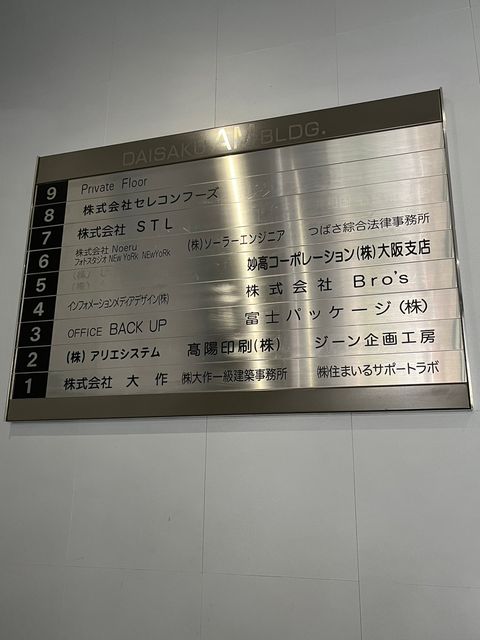 DAISAKU AM BLDG.
9 Private Floor
8 株式会社セレコンフーズ
7 株式会社 STL
6 株式会社 Noeru
フォトスタジオ NEW YORK NEWYORK
(株)ソーラーエンジニア つばさ綜合法律事務所
5 妙高コーポレーション(株)大阪支店
4 インフォメーションメディアデザイン(株) 株式会社 Bro's
3 OFFICE BACK UP 富士パッケージ(株)
2 (株) アリエシステム 髙陽印刷(株) ジーン企画工房
1 株式会社 大作 ㈱大作一級建築事務所 ㈱住まいるサポートラボ